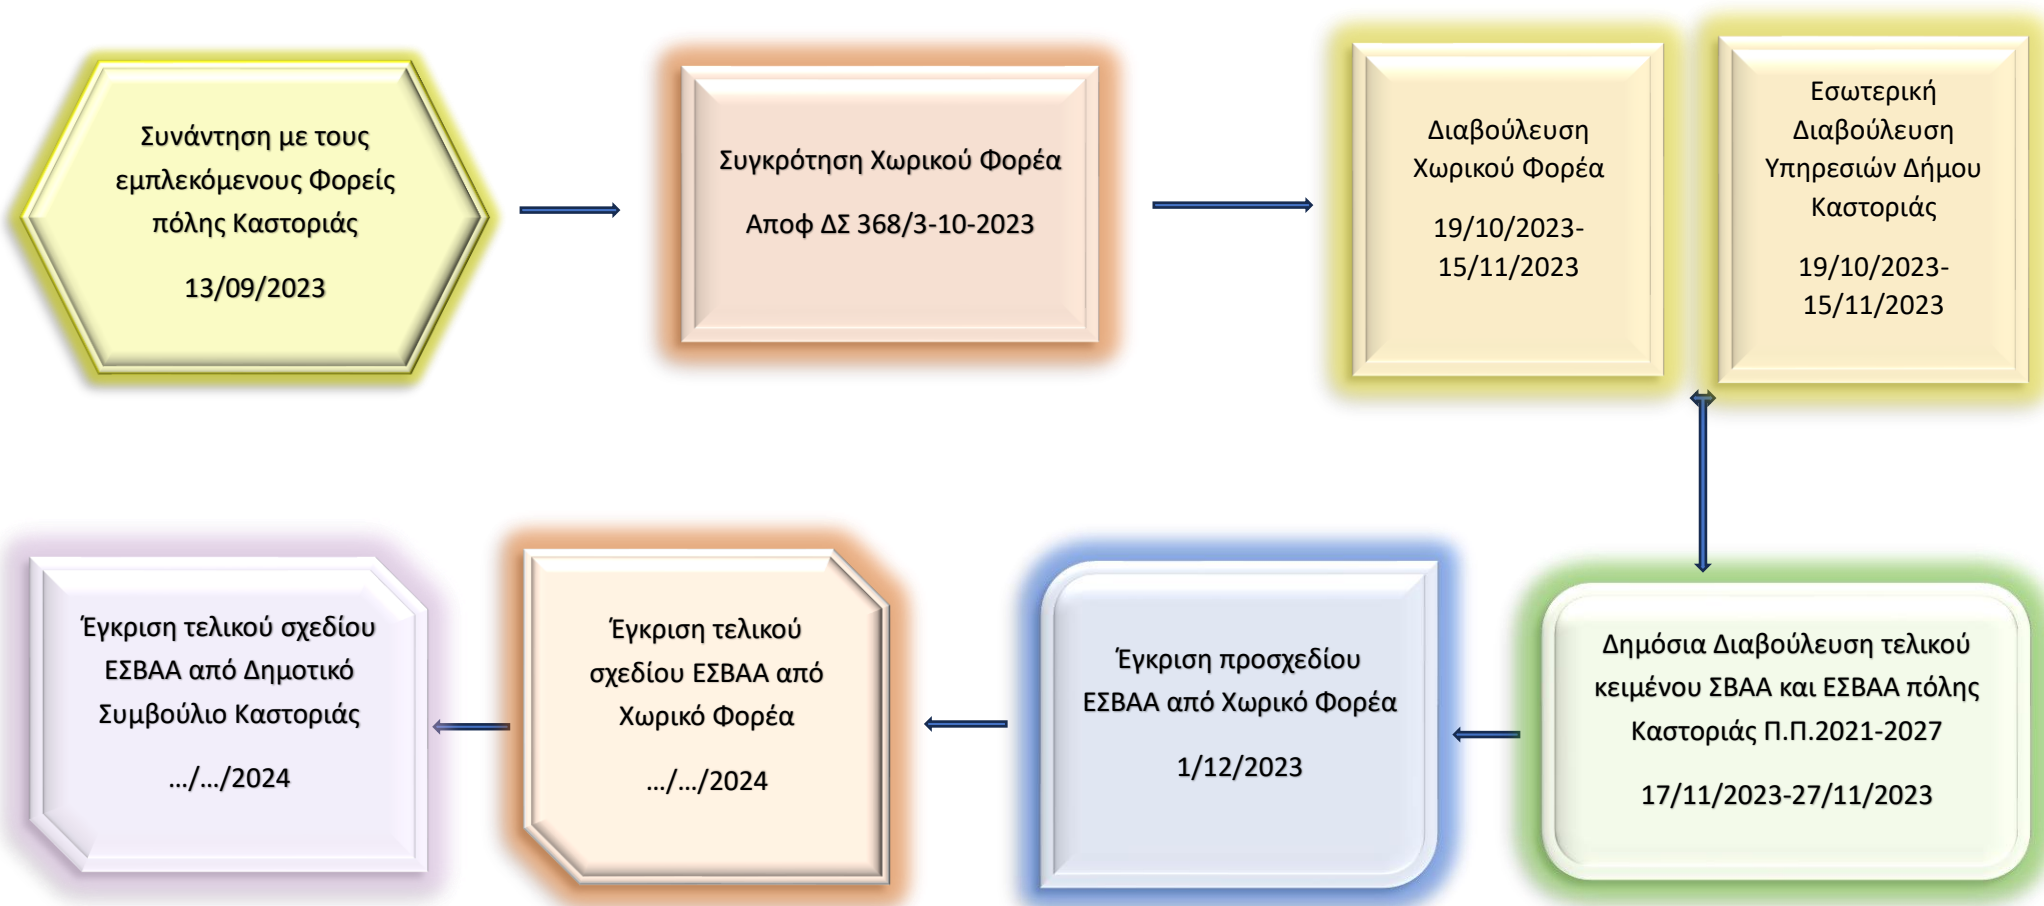 Συνάντηση με τους
εμπλεκόμενους Φορείς
πόλης Καστοριάς
13/09/2023
Συγκρότηση Χωρικού Φορέα
Αποφ ΔΣ 368/3-10-2023
Διαβούλευση
Χωρικού Φορέα
19/10/2023-
15/11/2023
Εσωτερική
Διαβούλευση
Υπηρεσιών Δήμου
Καστοριάς
19/10/2023-
15/11/2023
Δημόσια Διαβούλευση τελικού
κειμένου ΣΒΑΑ και ΕΣΒΑΑ πόλης
Καστοριάς Π.Π.2021-2027
17/11/2023-27/11/2023
Έγκριση προσχεδίου
ΕΣΒΑΑ από Χωρικό Φορέα
1/12/2023
Έγκριση τελικού
σχεδίου ΕΣΒΑΑ από
Χωρικό Φορέα
…/…/2024
Έγκριση τελικού σχεδίου
ΕΣΒΑΑ από Δημοτικό
Συμβούλιο Καστοριάς
…/…/2024